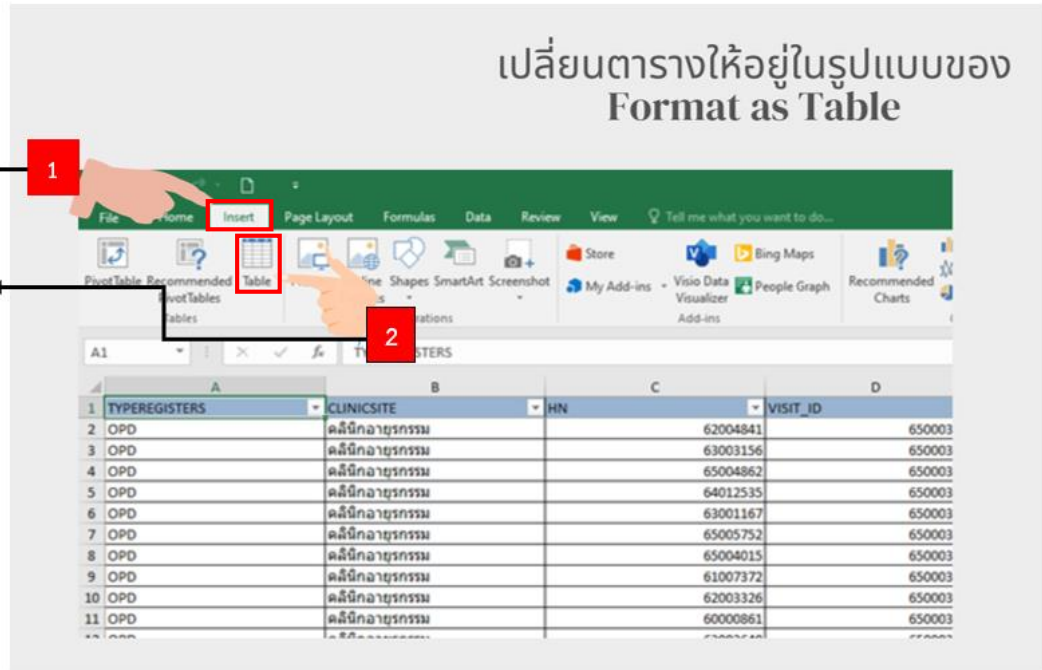 เปลี่ยนตารางให้อยู่ในรูปแบบของ
Format as Table
1
File Home Insert Page Layout Formulas Data Review View Tell me what you want to do...
Store
Bing Maps
PivotTable Recommended PivotTables
Table
Shapes SmartArt Screenshot
My Add-ins
Visio Data Visualizer
People Graph
Recommended Charts
Tables
Add-ins
2
A1 fx
A B C D
1 TYPEREGISTERS CLINICSITE HN VISIT_ID
2 OPD คลินิกอายุรกรรม 62004841 650003
3 OPD คลินิกอายุรกรรม 63003156 650003
4 OPD คลินิกอายุรกรรม 65004862 650003
5 OPD คลินิกอายุรกรรม 64012535 650003
6 OPD คลินิกอายุรกรรม 63001167 650003
7 OPD คลินิกอายุรกรรม 65005752 650003
8 OPD คลินิกอายุรกรรม 65004015 650003
9 OPD คลินิกอายุรกรรม 61007372 650003
10 OPD คลินิกอายุรกรรม 62003326 650003
11 OPD คลินิกอายุรกรรม 60000861 650003